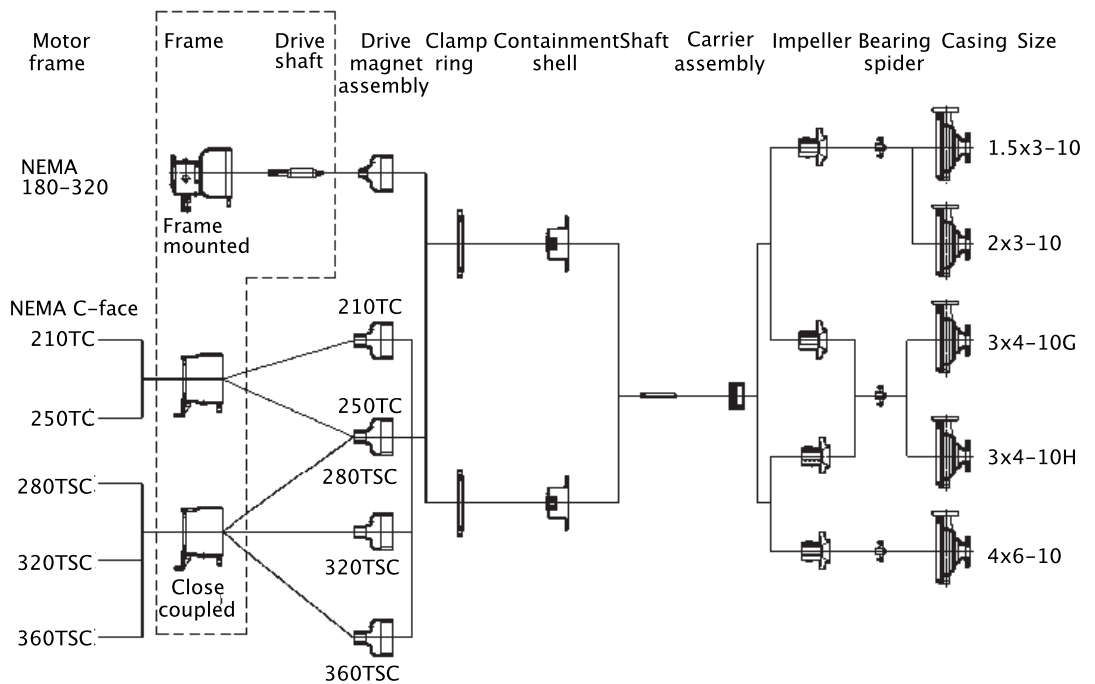 Motor
frame
Frame
Drive
shaft
Drive
magnet
assembly
Clamp
ring
Containment
shell
Shaft
Carrier
assembly
Impeller
Bearing
spider
Casing
Size
NEMA
180-320
Frame
mounted
1.5x3-10
2x3-10
NEMA C-face
210TC
250TC
280TSC
320TSC
360TSC
Close
coupled
210TC
250TC
280TSC
320TSC
360TSC
3x4-10G
3x4-10H
4x6-10